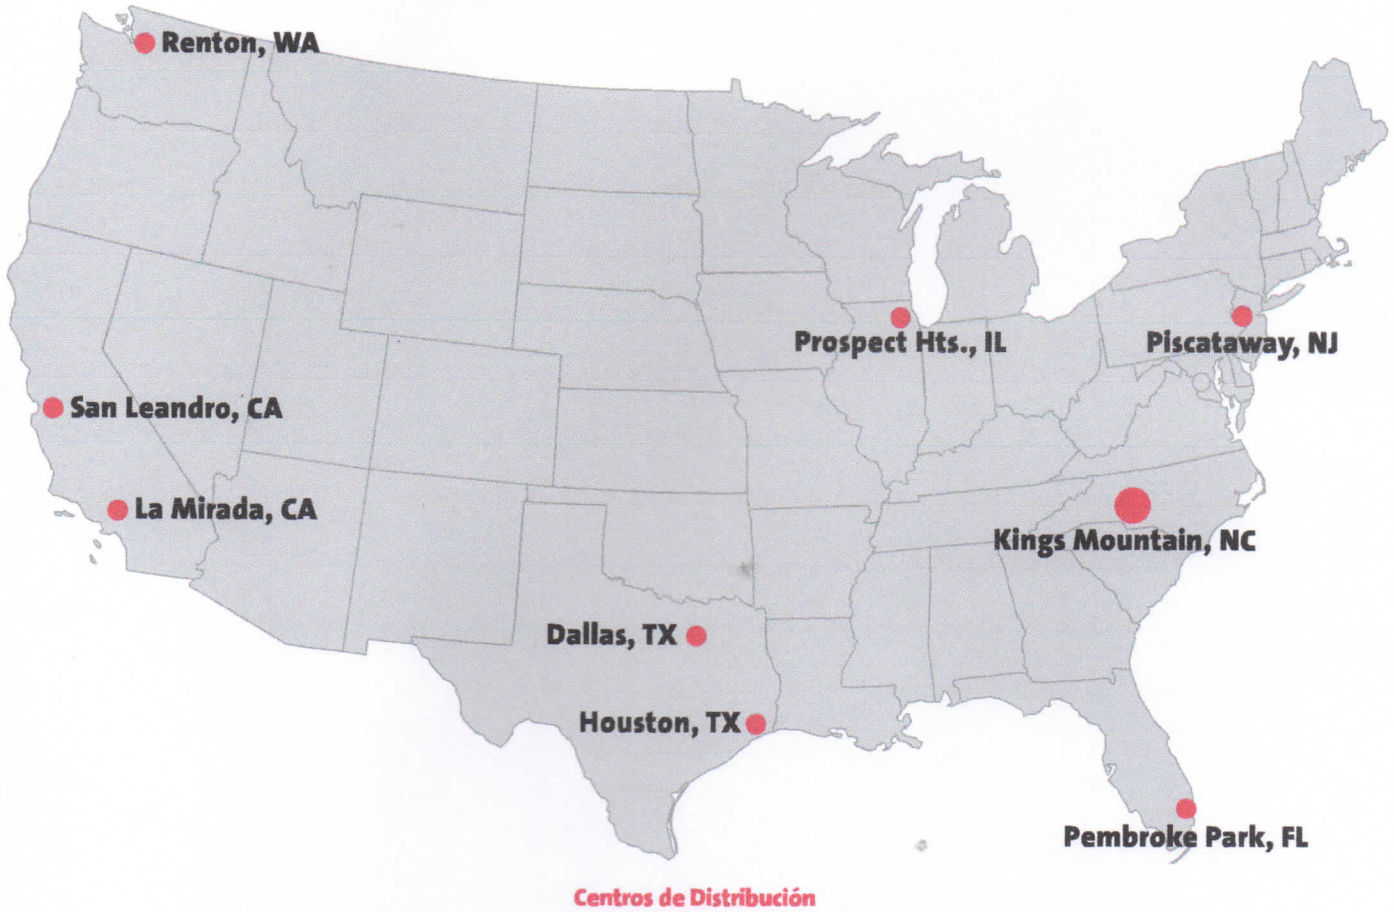 Renton, WA
Prospect Hts., IL
Piscataway, NJ
San Leandro, CA
La Mirada, CA
Kings Mountain, NC
Dallas, TX
Houston, TX
Pembroke Park, FL
Centros de Distribución